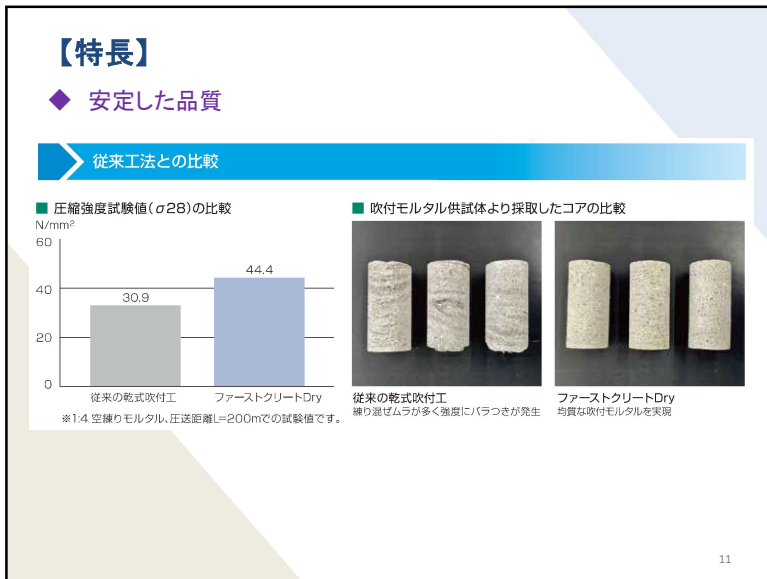 【特長】
◆ 安定した品質
従来工法との比較
■ 圧縮強度試験値(σ28)の比較
N/mm²
60
40
20
0
30.9
44.4
従来の乾式吹付工
ファーストクリートDry
※1:4 空練りモルタル、圧送距離L=200mでの試験値です。
■ 吹付モルタル供試体より採取したコアの比較
従来の乾式吹付工
練り混ぜムラが多く強度にバラつきが発生
ファーストクリートDry
均質な吹付モルタルを実現
11